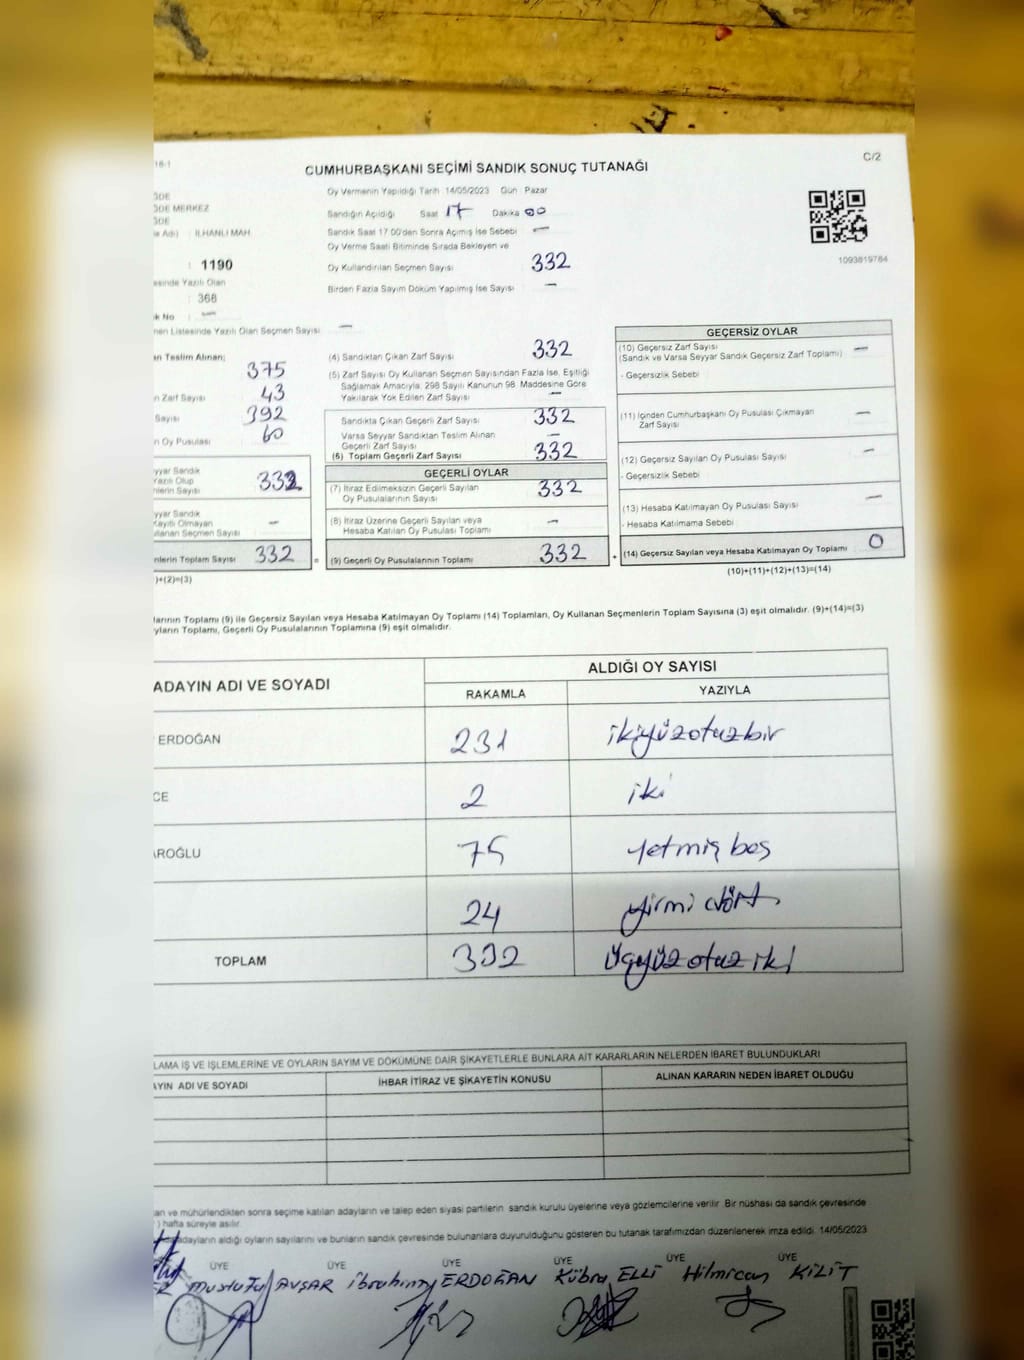 18-1
C/2
CUMHURBAŞKANI SEÇİMİ SANDIK SONUÇ TUTANAĞI
ĞDE
ĞDE MERKEZ
ĞDE
e Adı) : İLHANLI MAH
: 1190
esinde Yazılı Olan
: 368
k No : —
men Listesinde Yazılı Olan Seçmen Sayısı —
Oy Vermenin Yapıldığı Tarih 14/05/2023 Gün Pazar
Sandığın Açıldığı Saat 17 Dakika 00
Sandık Saat 17:00'den Sonra Açılmış İse Sebebi —
Oy Verme Saati Bitiminde Sırada Bekleyen ve
Oy Kullandırılan Seçmen Sayısı 332
Birden Fazla Sayım Döküm Yapılmış İse Sayısı —
1093819784
an Teslim Alınan;
375
n Zarf Sayısı 43
Sayısı 392
n Oy Pusulası 60
yyar Sandık
Yazılı Olup
nlerin Sayısı 332
yyar Sandık
Kayıtlı Olmayan
ullanan Seçmen Sayısı —
nlerin Toplam Sayısı 332 =
)+(2)=(3)
(4) Sandıktan Çıkan Zarf Sayısı 332
(5) Zarf Sayısı Oy Kullanan Seçmen Sayısından Fazla İse, Eşitliği
Sağlamak Amacıyla, 298 Sayılı Kanunun 98. Maddesine Göre
Yakılarak Yok Edilen Zarf Sayısı —
Sandıkta Çıkan Geçerli Zarf Sayısı 332
Varsa Seyyar Sandıktan Teslim Alınan
Geçerli Zarf Sayısı —
(6) Toplam Geçerli Zarf Sayısı 332
GEÇERLİ OYLAR
(7) İtiraz Edilmeksizin Geçerli Sayılan
Oy Pusulalarının Sayısı 332
(8) İtiraz Üzerine Geçerli Sayılan veya
Hesaba Katılan Oy Pusulası Toplamı —
(9) Geçerli Oy Pusulalarının Toplamı 332 +
GEÇERSİZ OYLAR
(10) Geçersiz Zarf Sayısı —
(Sandık ve Varsa Seyyar Sandık Geçersiz Zarf Toplamı)
- Geçersizlik Sebebi
(11) İçinden Cumhurbaşkanı Oy Pusulası Çıkmayan
Zarf Sayısı —
(12) Geçersiz Sayılan Oy Pusulası Sayısı —
- Geçersizlik Sebebi
(13) Hesaba Katılmayan Oy Pusulası Sayısı —
- Hesaba Katılmama Sebebi
(14) Geçersiz Sayılan veya Hesaba Katılmayan Oy Toplamı 0
(10)+(11)+(12)+(13)=(14)
larının Toplamı (9) ile Geçersiz Sayılan veya Hesaba Katılmayan Oy Toplamı (14) Toplamları, Oy Kullanan Seçmenlerin Toplam Sayısına (3) eşit olmalıdır. (9)+(14)=(3)
yların Toplamı, Geçerli Oy Pusulalarının Toplamına (9) eşit olmalıdır.
ADAYIN ADI VE SOYADI
ALDIĞI OY SAYISI
RAKAMLA YAZIYLA
ERDOĞAN 231 ikiyüzotuzbir
CE 2 iki
AROĞLU 75 yetmiş beş
24 yirmi dört
TOPLAM 332 üçyüzotuz iki
LAMA İŞ VE İŞLEMLERİNE VE OYLARIN SAYIM VE DÖKÜMÜNE DAİR ŞİKAYETLERLE BUNLARA AİT KARARLARIN NELERDEN İBARET BULUNDUKLARI
AYIN ADI VE SOYADI İHBAR İTİRAZ VE ŞİKAYETİN KONUSU ALINAN KARARIN NEDEN İBARET OLDUĞU
an ve mühürlendikten sonra seçime katılan adayların ve talep eden siyasi partilerin sandık kurulu üyelerine veya gözlemcilerine verilir. Bir nüshası da sandık çevresinde
) hafta süreyle asılır.
adayların aldığı oyların sayılarını ve bunların sandık çevresinde bulunanlara duyurulduğunu gösteren bu tutanak tarafımızdan düzenlenerek imza edildi. 14/05/2023
ÜYE ÜYE ÜYE ÜYE ÜYE
Mustafa AVŞAR İbrahim ERDOĞAN Kübra ELLİ Hilmican KİLİT